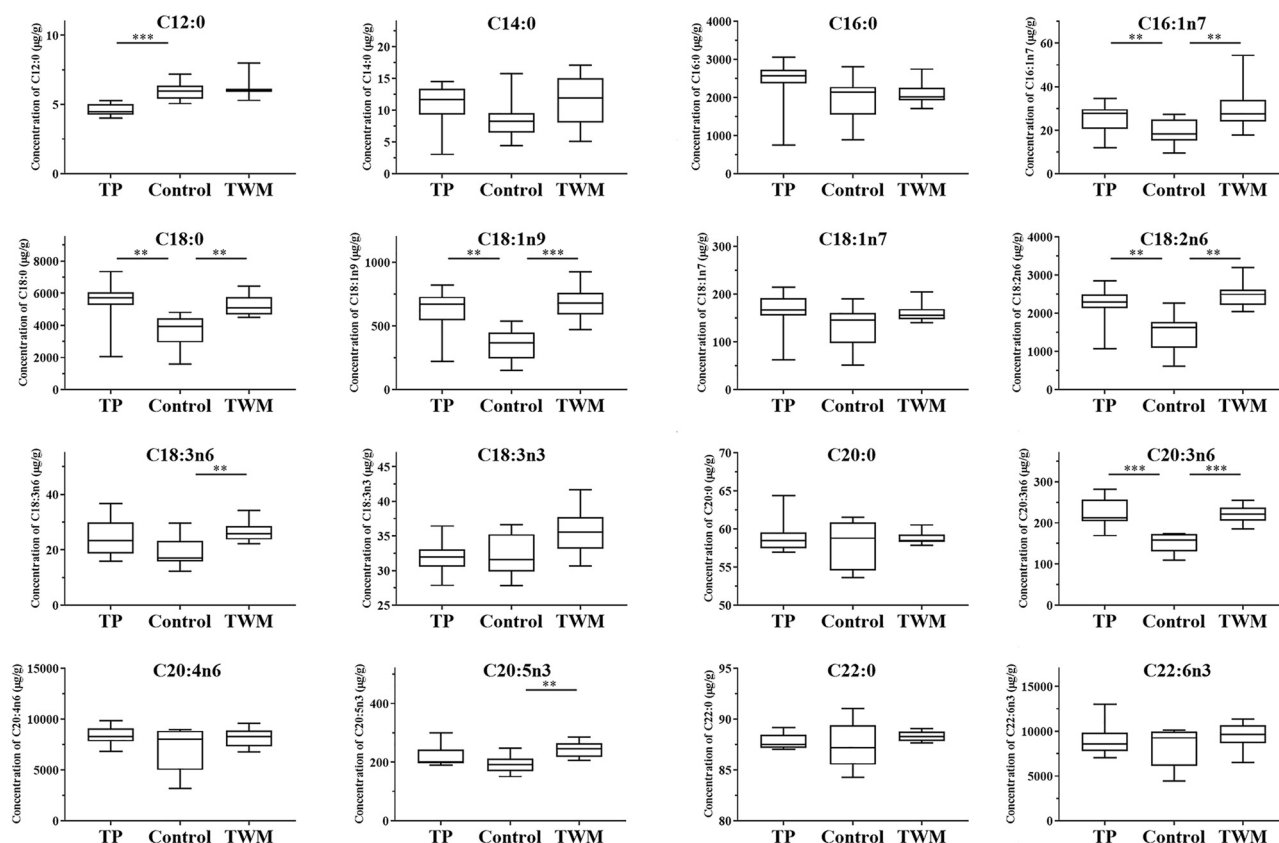 C12:0
Concentration of C12:0 (μg/g)
10
5
0
***
TP Control TWM
C14:0
Concentration of C14:0 (μg/g)
25
20
15
10
5
0
TP Control TWM
C16:0
Concentration of C16:0 (μg/g)
4000
3000
2000
1000
0
TP Control TWM
C16:1n7
Concentration of C16:1n7 (μg/g)
60
40
20
0
** **
TP Control TWM
C18:0
Concentration of C18:0 (μg/g)
8000
6000
4000
2000
0
** **
TP Control TWM
C18:1n9
Concentration of C18:1n9 (μg/g)
1000
500
0
** ***
TP Control TWM
C18:1n7
Concentration of C18:1n7 (μg/g)
300
200
100
0
TP Control TWM
C18:2n6
Concentration of C18:2n6 (μg/g)
4000
3000
2000
1000
0
** **
TP Control TWM
C18:3n6
Concentration of C18:3n6 (μg/g)
40
20
0
**
TP Control TWM
C18:3n3
Concentration of C18:3n3 (μg/g)
45
40
35
30
25
TP Control TWM
C20:0
Concentration of C20:0 (μg/g)
70
65
60
55
50
TP Control TWM
C20:3n6
Concentration of C20:3n6 (μg/g)
300
200
100
0
*** ***
TP Control TWM
C20:4n6
Concentration of C20:4n6 (μg/g)
15000
10000
5000
0
TP Control TWM
C20:5n3
Concentration of C20:5n3 (μg/g)
400
200
0
**
TP Control TWM
C22:0
Concentration of C22:0 (μg/g)
95
90
85
80
TP Control TWM
C22:6n3
Concentration of C22:6n3 (μg/g)
15000
10000
5000
0
TP Control TWM